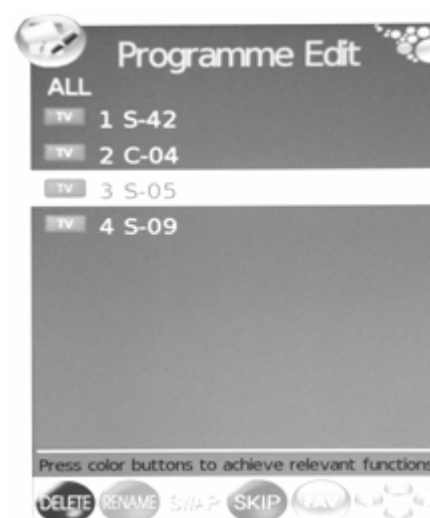 Programme Edit
ALL
TV 1 S-42
TV 2 C-04
TV 3 S-05
TV 4 S-09
Press color buttons to achieve relevant functions
DELETE RENAME SWAP SKIP FAV